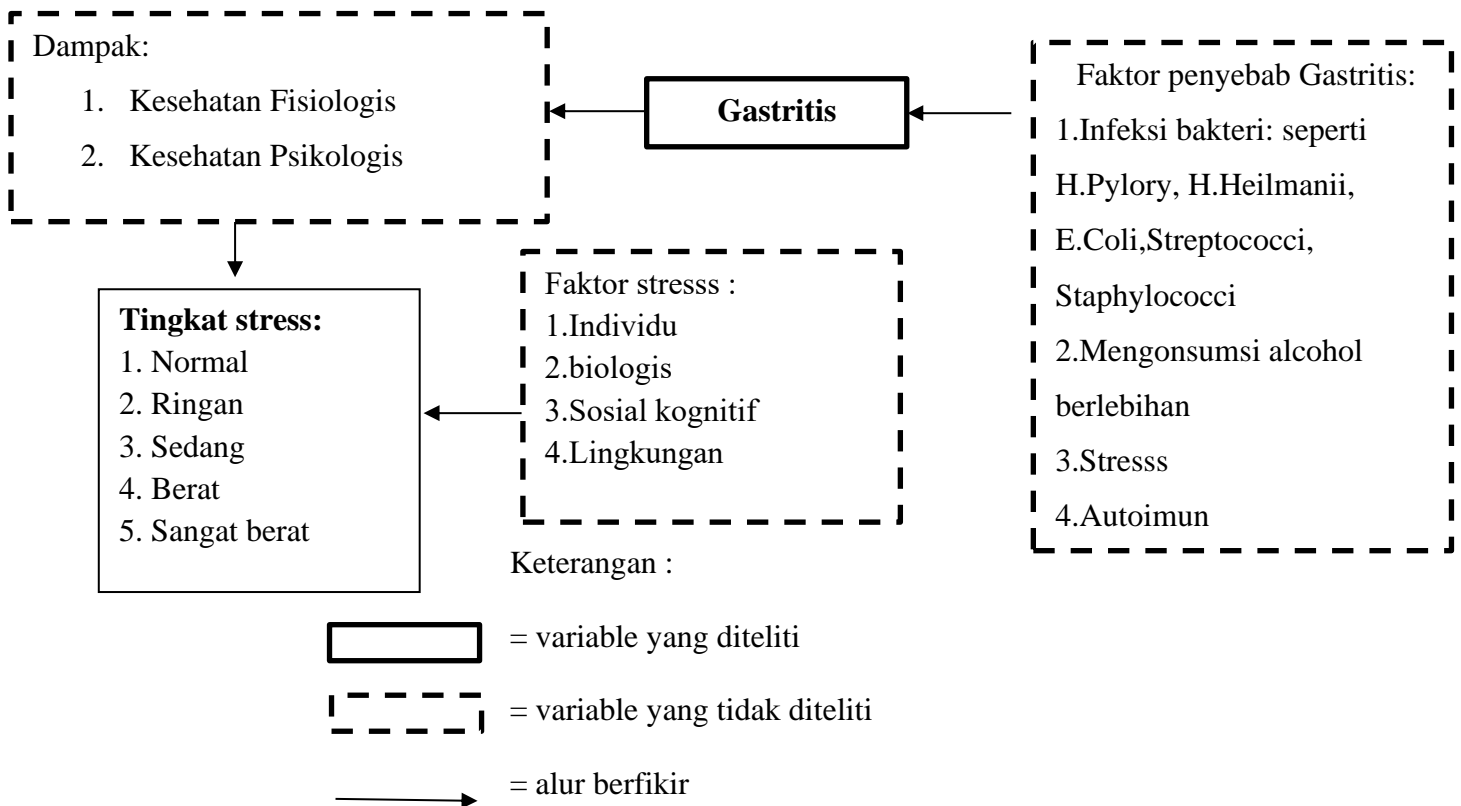 Dampak:
1. Kesehatan Fisiologis
2. Kesehatan Psikologis
Gastritis
Faktor penyebab Gastritis:
1.Infeksi bakteri: seperti
H.Pylory, H.Heilmanii,
E.Coli,Streptococci,
Staphylococci
2.Mengonsumsi alcohol
berlebihan
3.Stresss
4.Autoimun
Tingkat stress:
1. Normal
2. Ringan
3. Sedang
4. Berat
5. Sangat berat
Faktor stresss :
1.Individu
2.biologis
3.Sosial kognitif
4.Lingkungan
Keterangan :
= variable yang diteliti
= variable yang tidak diteliti
= alur berfikir